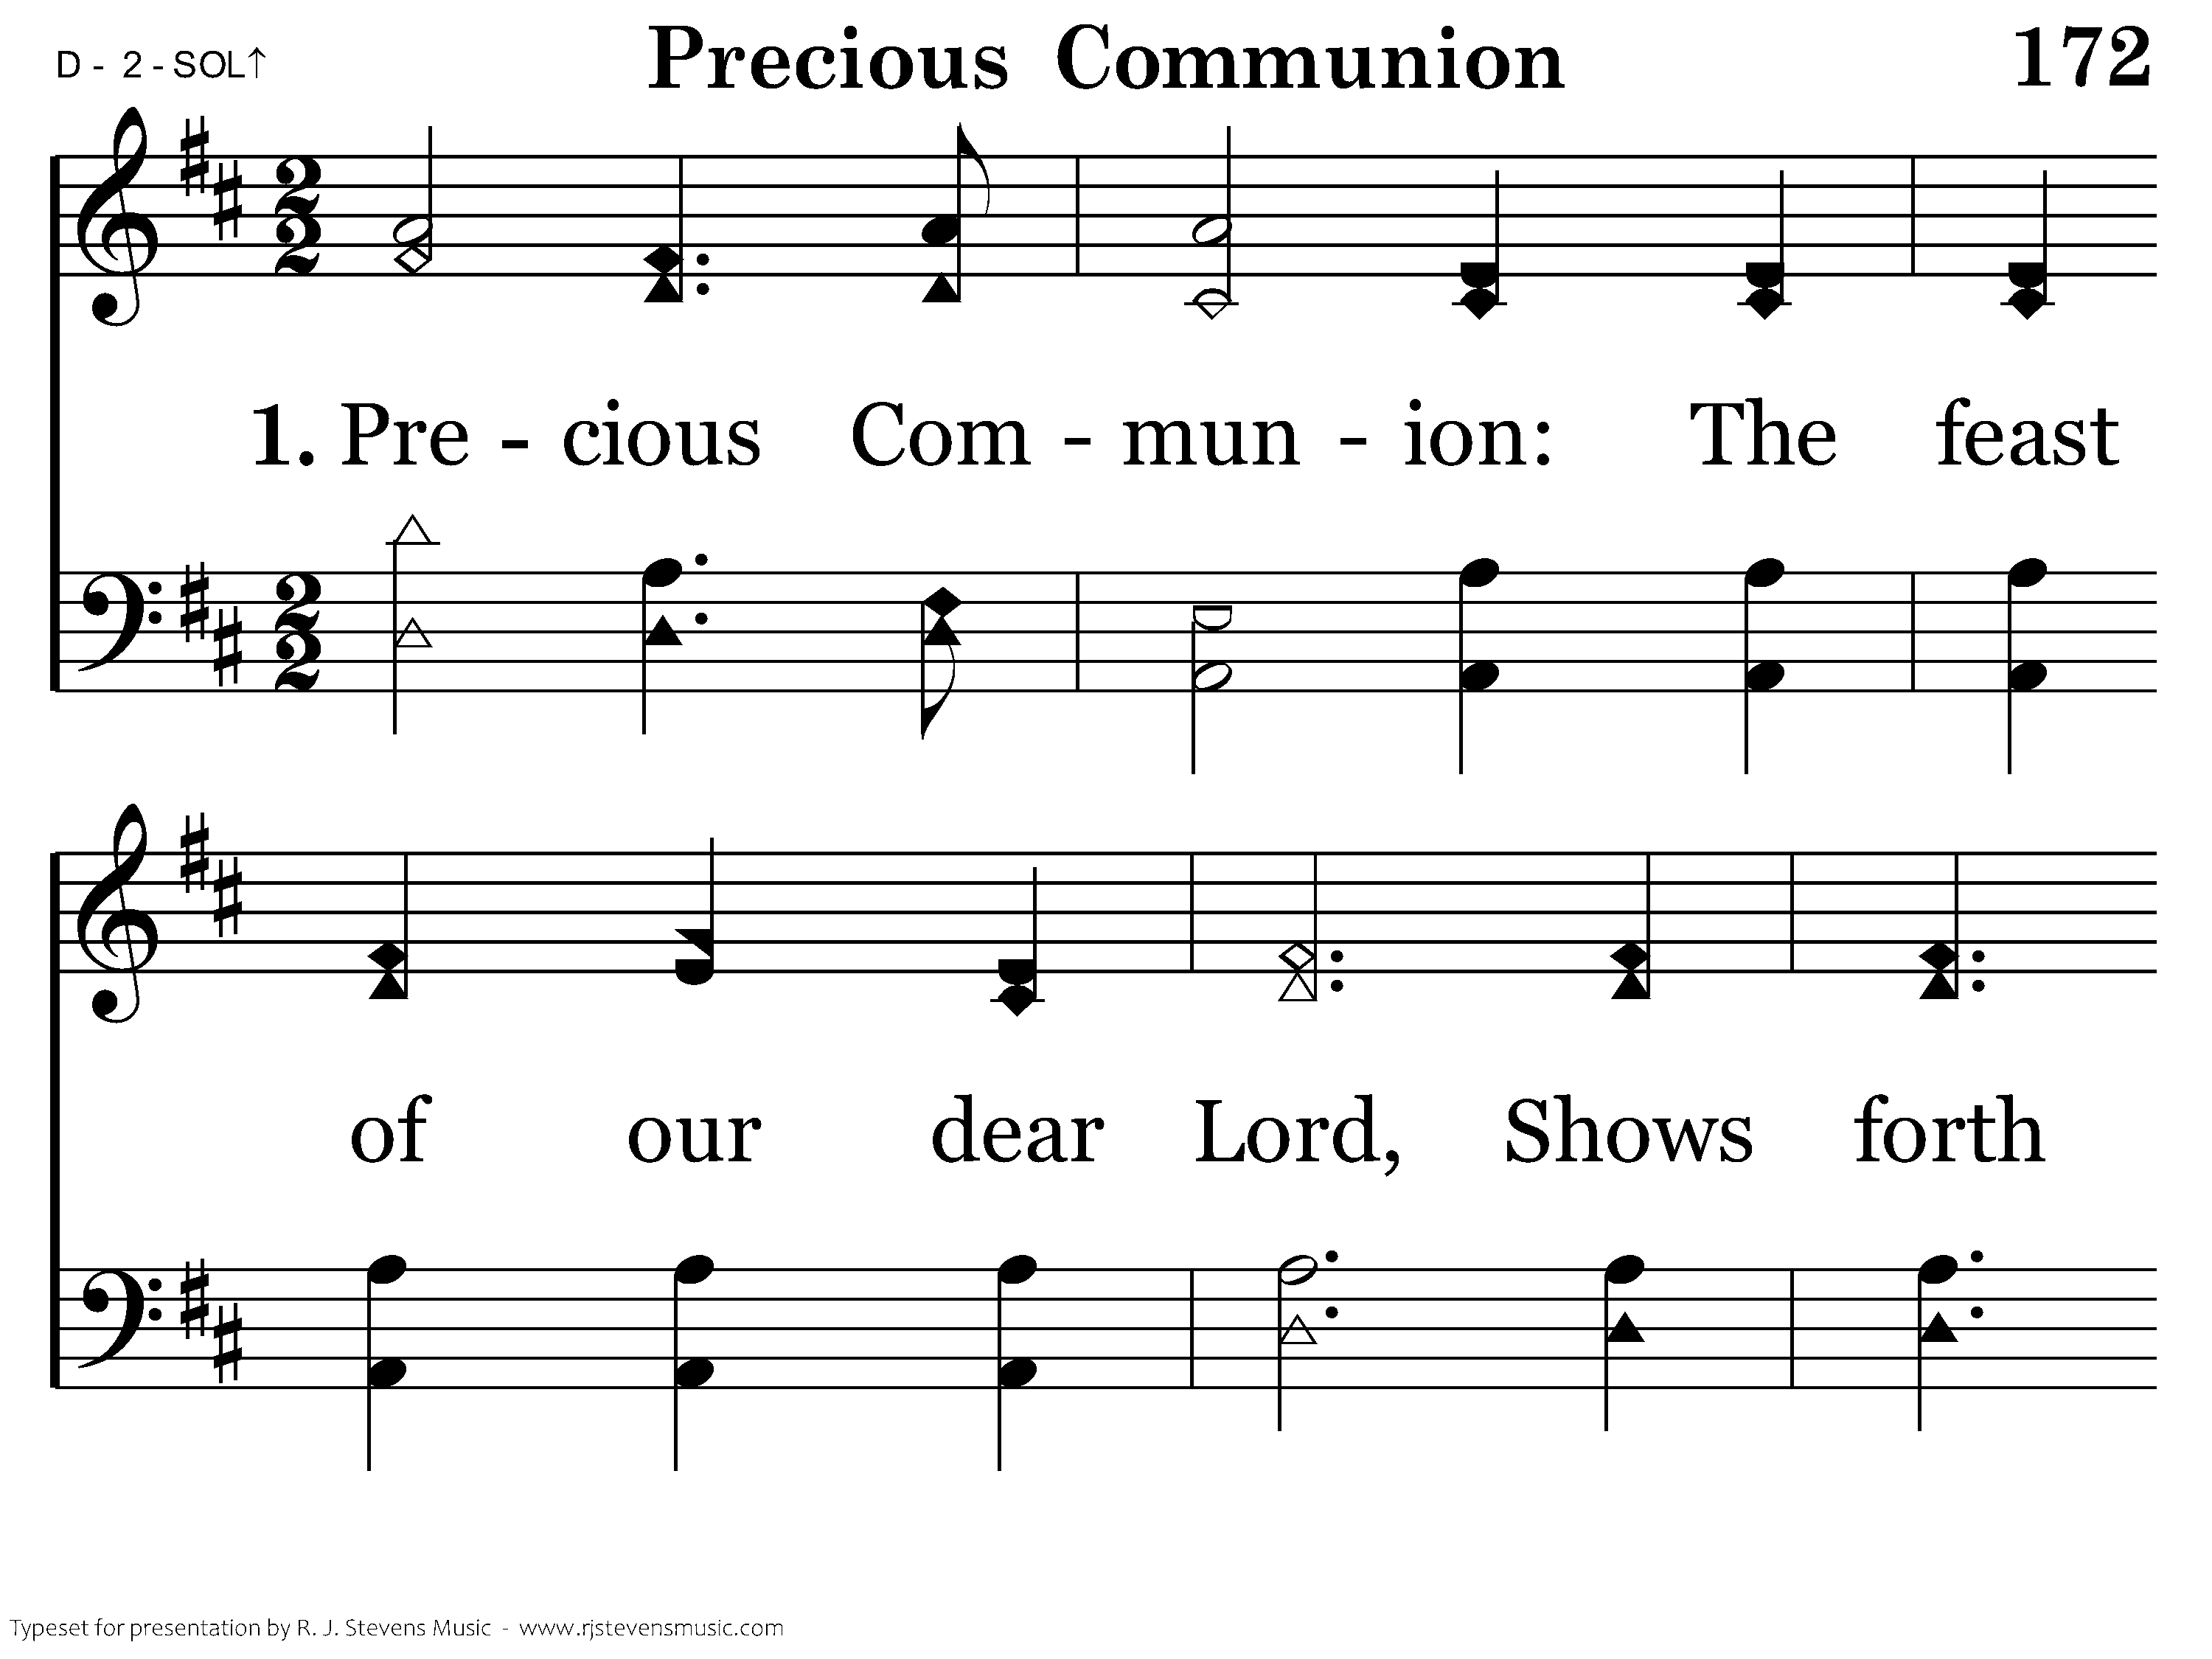 D - 2 - SOL↑ Precious Communion 172
1. Pre - cious Com - mun - ion: The feast
of our dear Lord, Shows forth
Typeset for presentation by R. J. Stevens Music - www.rjstevensmusic.com